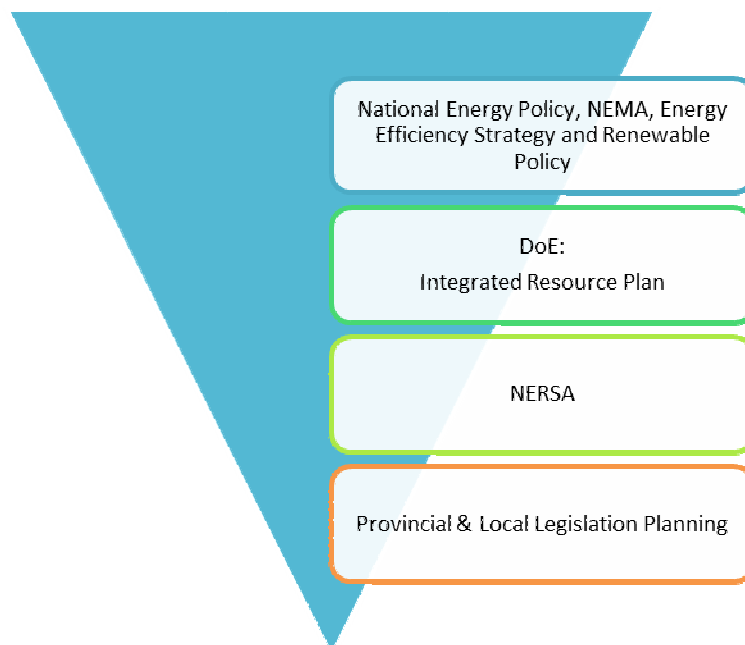 National Energy Policy, NEMA, Energy
Efficiency Strategy and Renewable
Policy
DoE:
Integrated Resource Plan
NERSA
Provincial & Local Legislation Planning